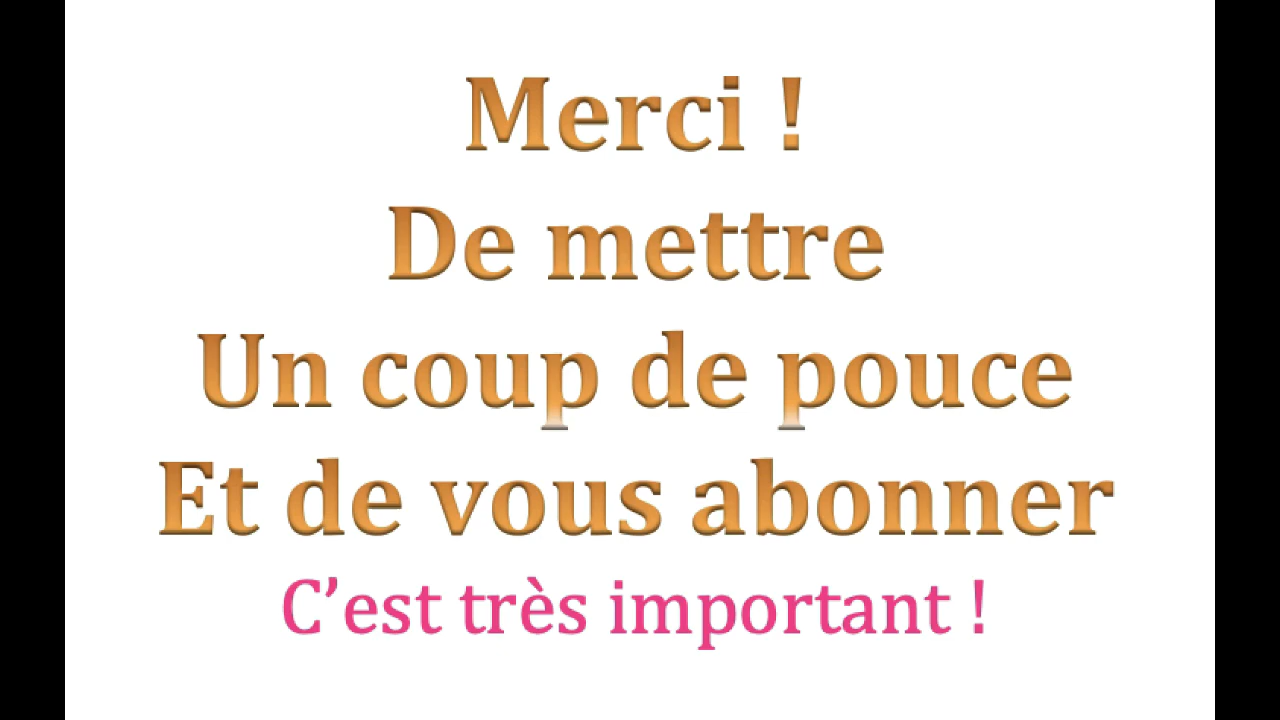 Merci !
De mettre
Un coup de pouce
Et de vous abonner
C’est très important !